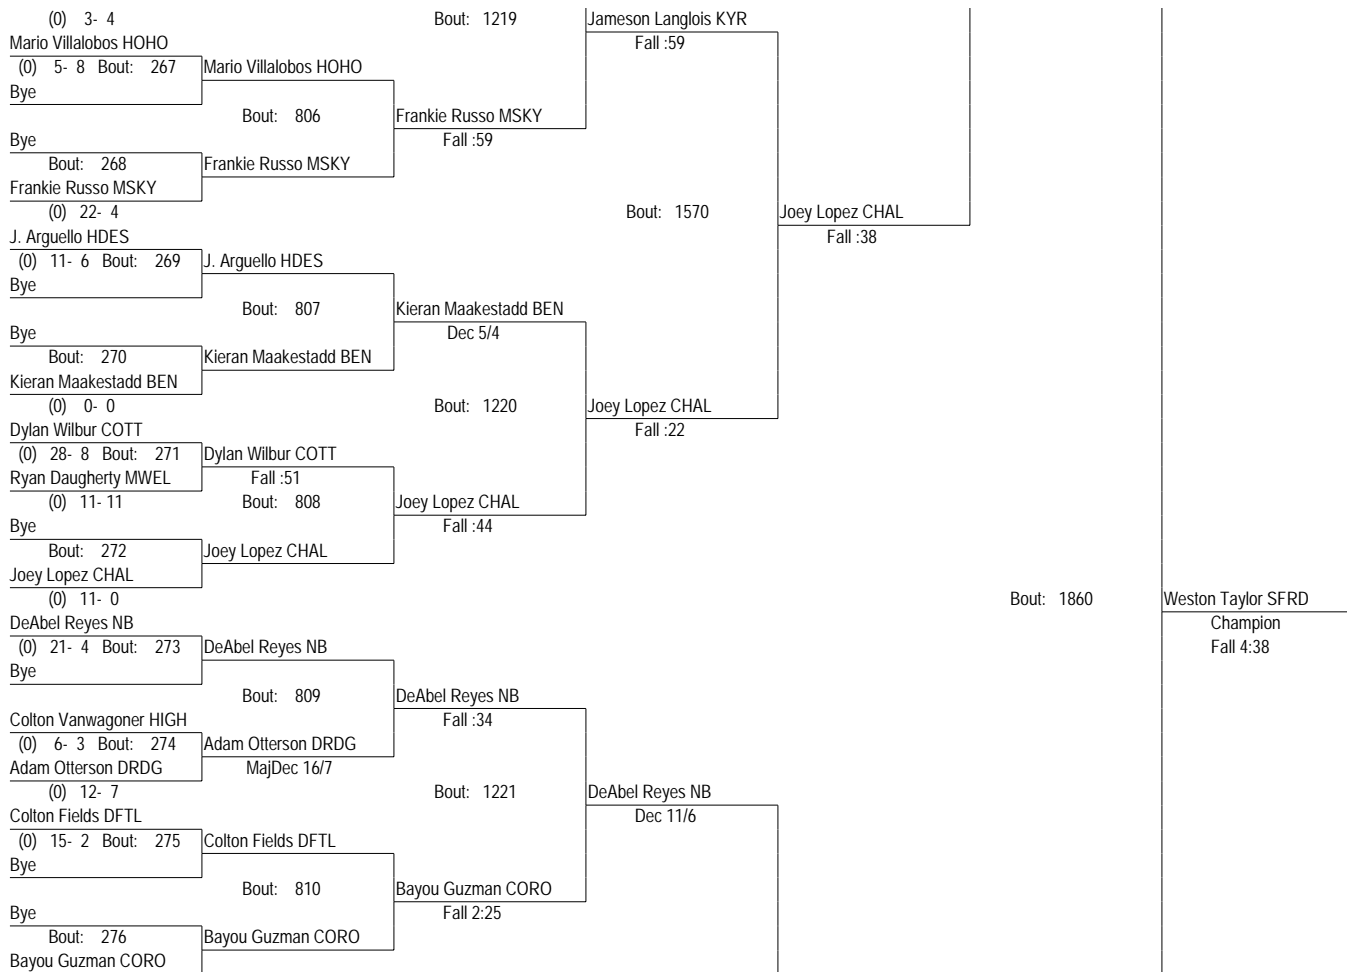 (0) 3- 4 Bout: 1219 Jameson Langlois KYR
Mario Villalobos HOHO Fall :59
(0) 5- 8 Bout: 267 Mario Villalobos HOHO
Bye
Bout: 806 Frankie Russo MSKY
Bye Fall :59
Bout: 268 Frankie Russo MSKY
Frankie Russo MSKY
(0) 22- 4 Bout: 1570 Joey Lopez CHAL
J. Arguello HDES Fall :38
(0) 11- 6 Bout: 269 J. Arguello HDES
Bye
Bout: 807 Kieran Maakestadd BEN
Bye Dec 5/4
Bout: 270 Kieran Maakestadd BEN
Kieran Maakestadd BEN
(0) 0- 0 Bout: 1220 Joey Lopez CHAL
Dylan Wilbur COTT Fall :22
(0) 28- 8 Bout: 271 Dylan Wilbur COTT
Ryan Daugherty MWEL Fall :51
(0) 11- 11 Bout: 808 Joey Lopez CHAL
Bye Fall :44
Bout: 272 Joey Lopez CHAL
Joey Lopez CHAL
(0) 11- 0 Bout: 1860 Weston Taylor SFRD
DeAbel Reyes NB Champion
(0) 21- 4 Bout: 273 DeAbel Reyes NB Fall 4:38
Bye
Bout: 809 DeAbel Reyes NB
Colton Vanwagoner HIGH Fall :34
(0) 6- 3 Bout: 274 Adam Otterson DRDG
Adam Otterson DRDG MajDec 16/7
(0) 12- 7 Bout: 1221 DeAbel Reyes NB
Colton Fields DFTL Dec 11/6
(0) 15- 2 Bout: 275 Colton Fields DFTL
Bye
Bout: 810 Bayou Guzman CORO
Bye Fall 2:25
Bout: 276 Bayou Guzman CORO
Bayou Guzman CORO